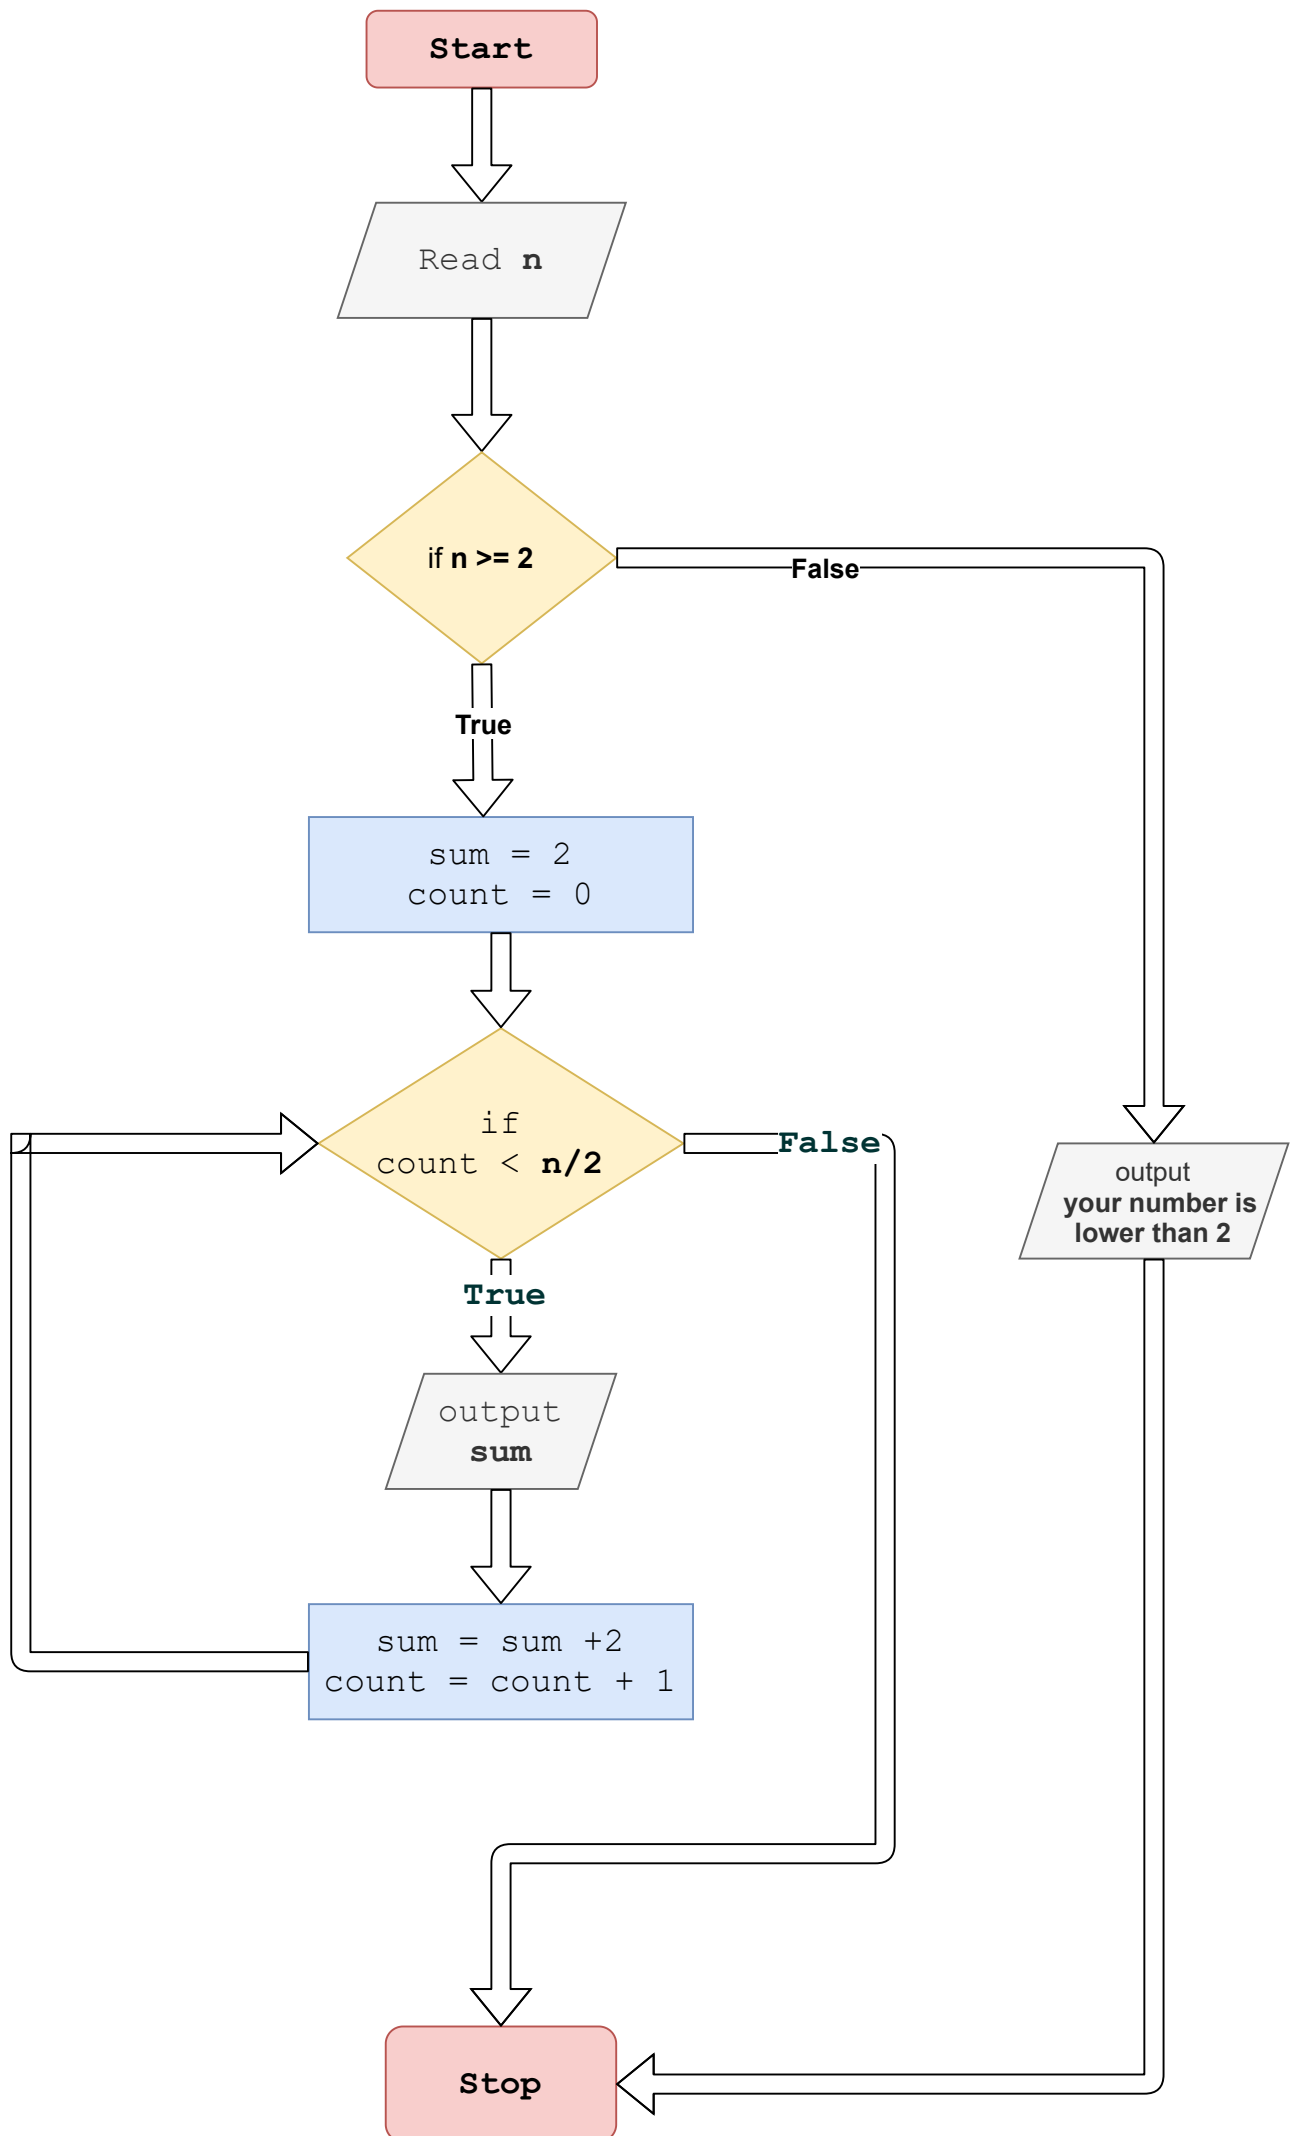 Start
Read n
if n >= 2
False
True
sum = 2
count = 0
if
count < n/2
False
output
your number is
lower than 2
True
output
sum
sum = sum +2
count = count + 1
Stop